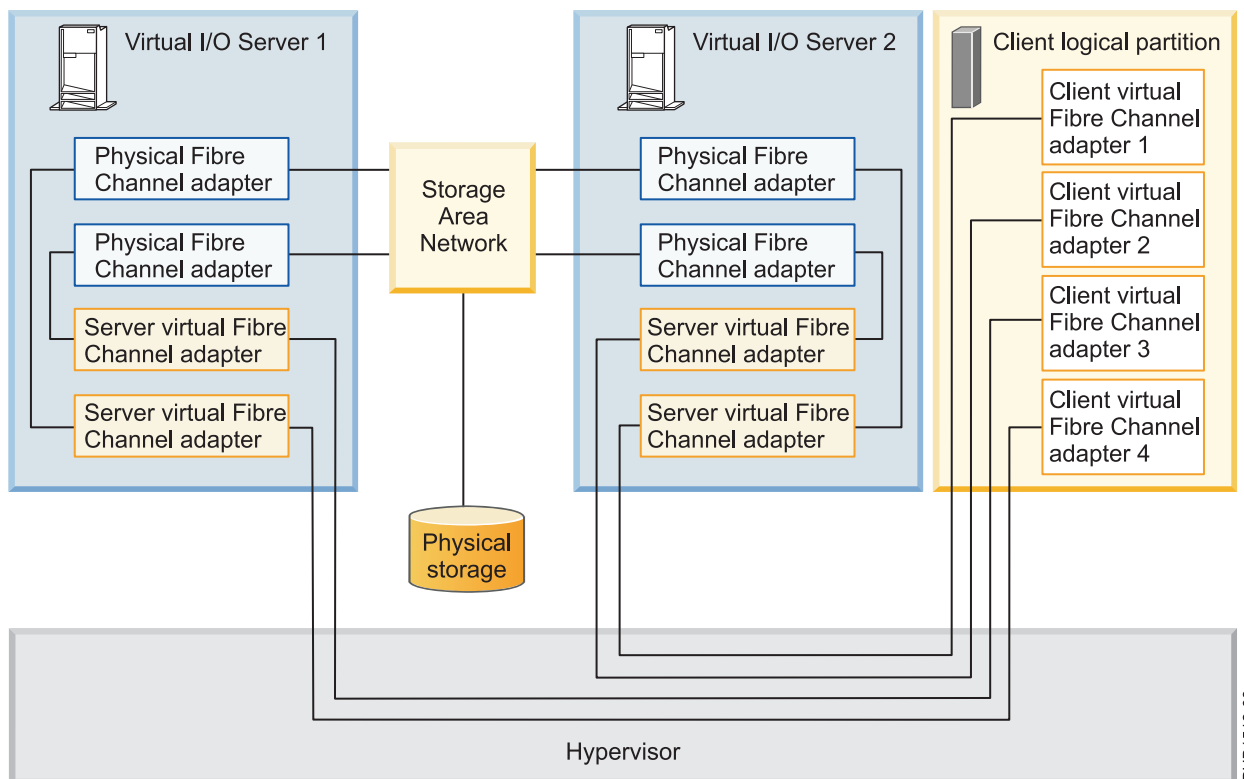 Virtual I/O Server 1
Physical Fibre
Channel adapter
Physical Fibre
Channel adapter
Server virtual Fibre
Channel adapter
Server virtual Fibre
Channel adapter
Storage
Area
Network
Physical
storage
Virtual I/O Server 2
Physical Fibre
Channel adapter
Physical Fibre
Channel adapter
Server virtual Fibre
Channel adapter
Server virtual Fibre
Channel adapter
Client logical partition
Client virtual
Fibre Channel
adapter 1
Client virtual
Fibre Channel
adapter 2
Client virtual
Fibre Channel
adapter 3
Client virtual
Fibre Channel
adapter 4
Hypervisor